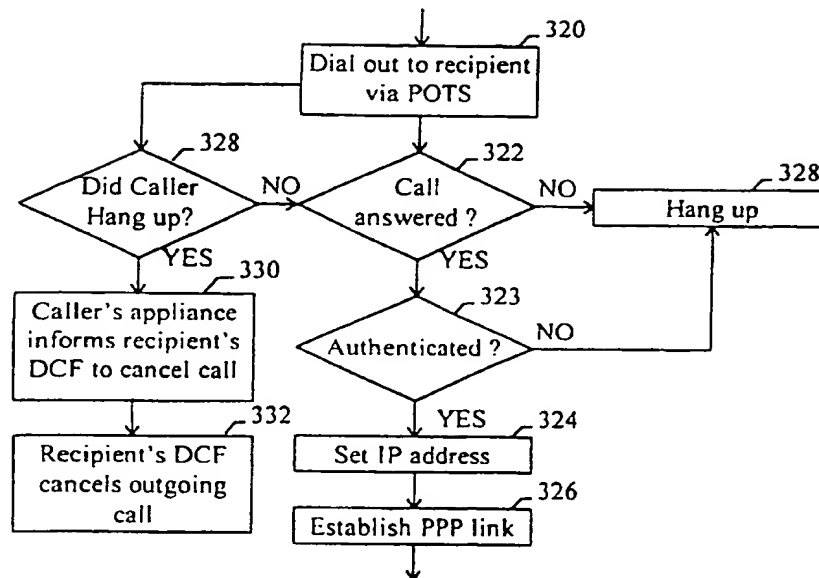 320
Dial out to recipient
via POTS
328
Did Caller
Hang up?
NO
YES
322
Call
answered ?
NO
YES
328
Hang up
330
Caller's appliance
informs recipient's
DCF to cancel call
323
Authenticated ?
NO
YES
332
Recipient's DCF
cancels outgoing
call
324
Set IP address
326
Establish PPP link